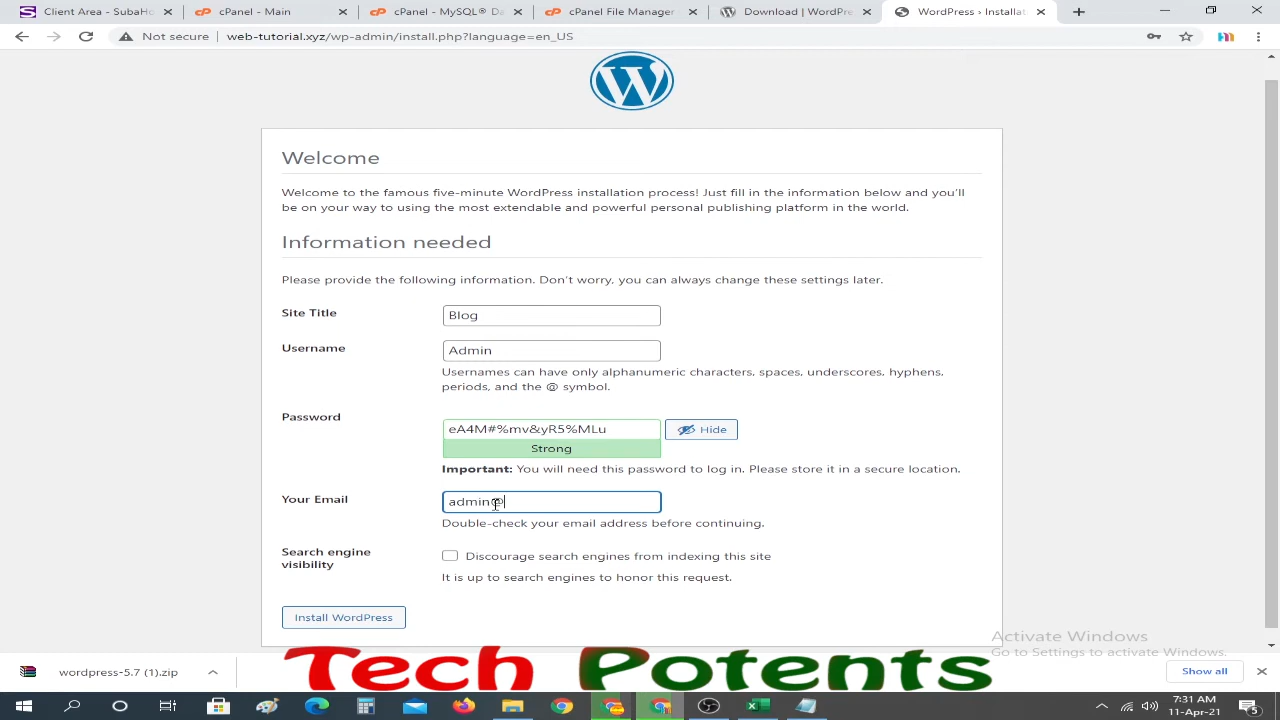 Client Area - SubaHo
cPanel - Main
cPanel - MySQL® Da
cPanel File Manager
Download | WordPre
WordPress › Installat
Not secure
web-tutorial.xyz/wp-admin/install.php?language=en_US
Welcome
Welcome to the famous five-minute WordPress installation process! Just fill in the information below and you'll
be on your way to using the most extendable and powerful personal publishing platform in the world.
Information needed
Please provide the following information. Don't worry, you can always change these settings later.
Site Title
Blog
Username
Admin
Usernames can have only alphanumeric characters, spaces, underscores, hyphens,
periods, and the @ symbol.
Password
eA4M#%mv&yR5%MLu
Hide
Strong
Important: You will need this password to log in. Please store it in a secure location.
Your Email
admin@
Double-check your email address before continuing.
Search engine
visibility
Discourage search engines from indexing this site
It is up to search engines to honor this request.
Install WordPress
Activate Windows
Go to Settings to activate Windows.
wordpress-5.7 (1).zip
Tech Potents
Show all
7:31 AM
11-Apr-21
5